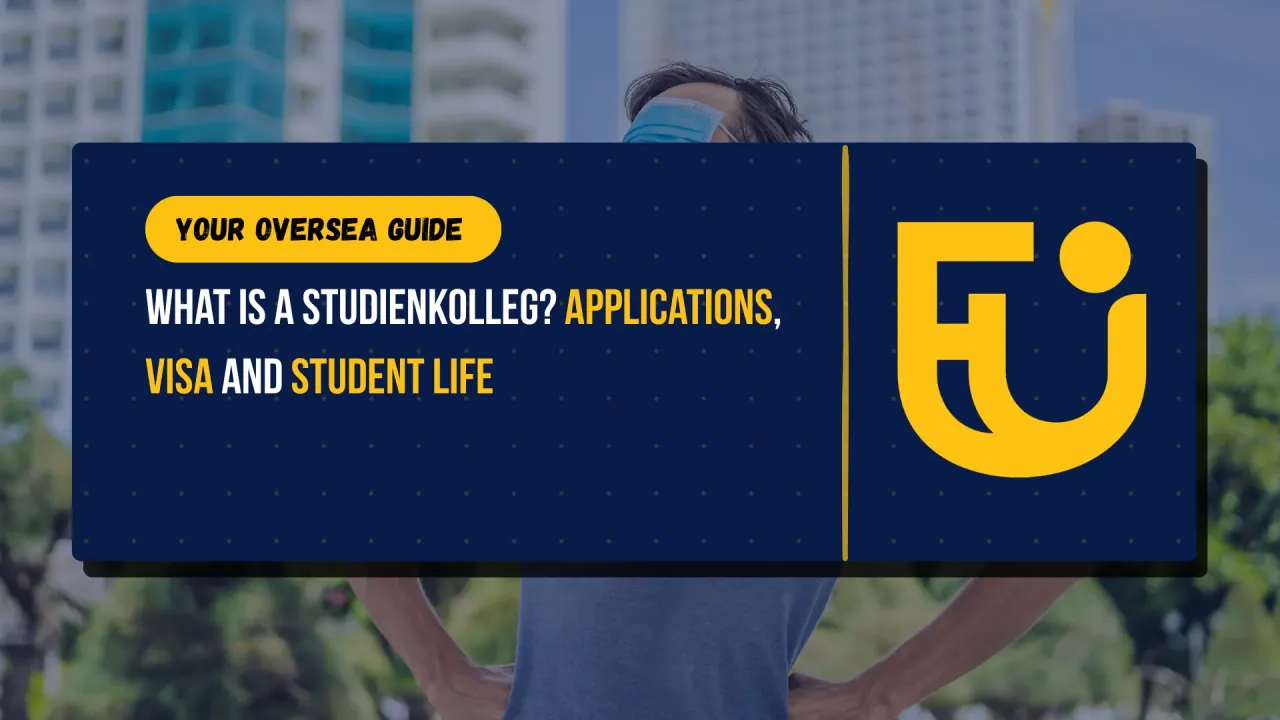 YOUR OVERSEA GUIDE
WHAT IS A STUDIENKOLLEG? APPLICATIONS,
VISA AND STUDENT LIFE